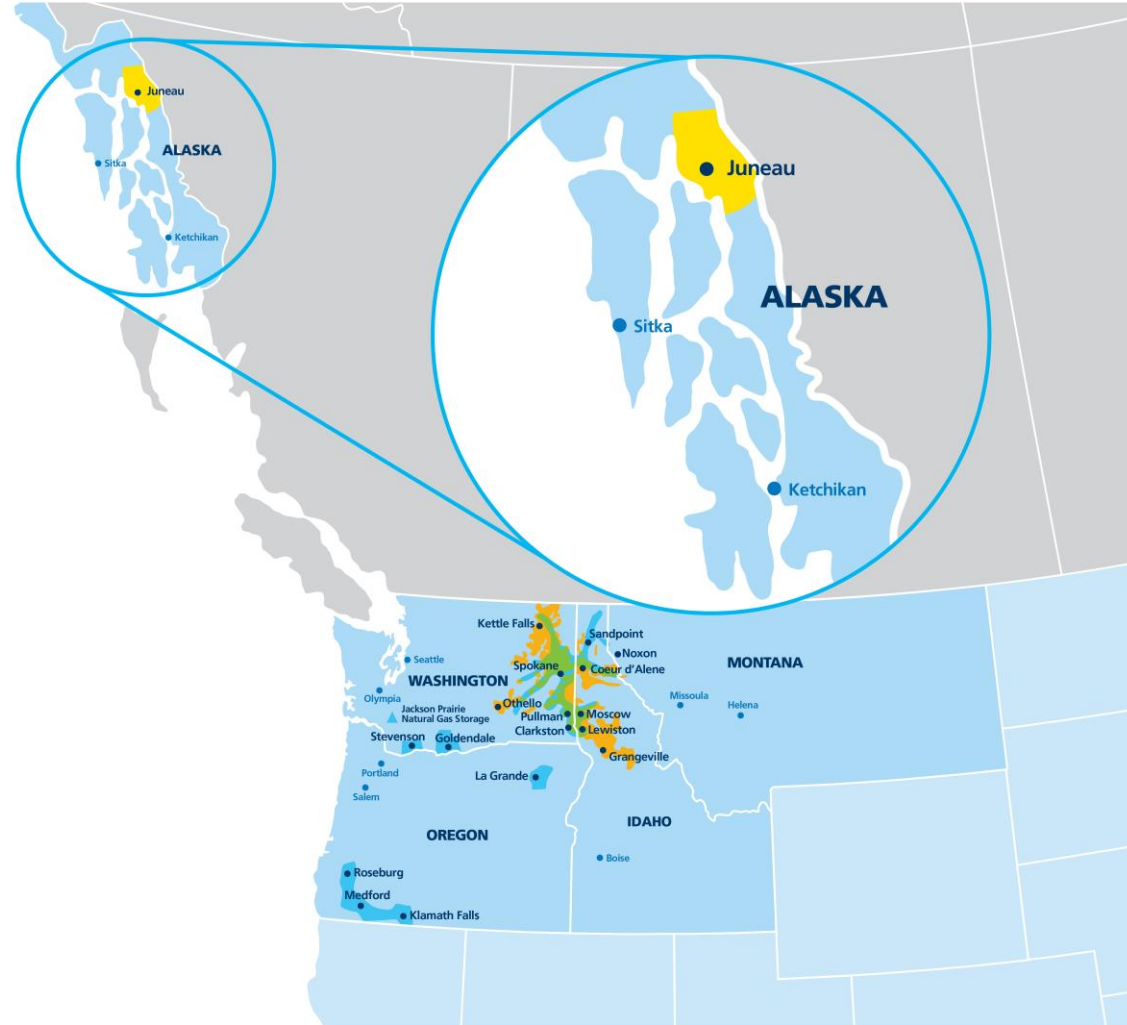 Juneau
ALASKA
Sitka
Ketchikan
Juneau
ALASKA
Sitka
Ketchikan
Kettle Falls
Sandpoint
Noxon
Seattle
Spokane
Coeur d'Alene
MONTANA
WASHINGTON
Olympia
Othello
Missoula
Helena
Jackson Prairie
Natural Gas Storage
Pullman
Moscow
Clarkston
Lewiston
Stevenson
Goldendale
Grangeville
Portland
La Grande
Salem
OREGON
IDAHO
Boise
Roseburg
Medford
Klamath Falls